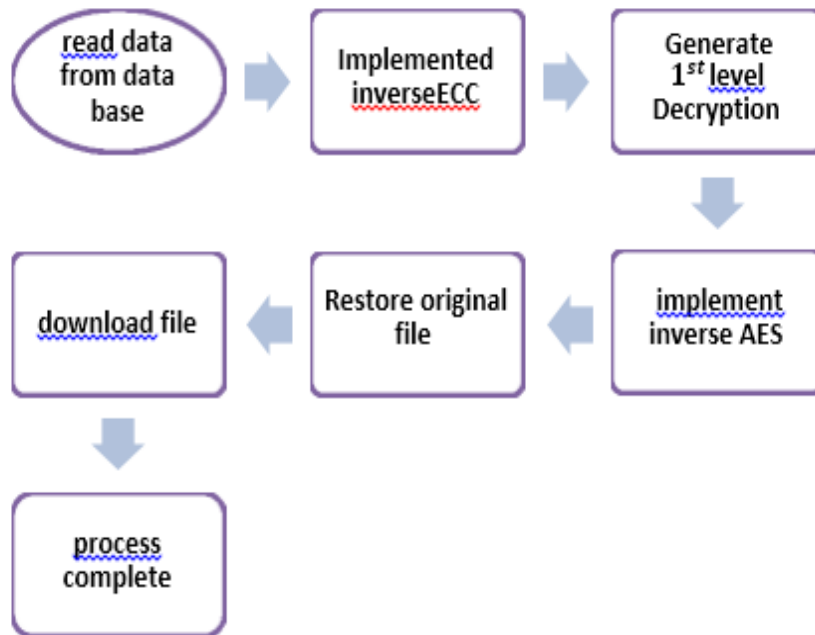 read data
from data
base
Implemented
inverseECC
Generate
1st level
Decryption
implement
inverse AES
Restore original
file
download file
process
complete